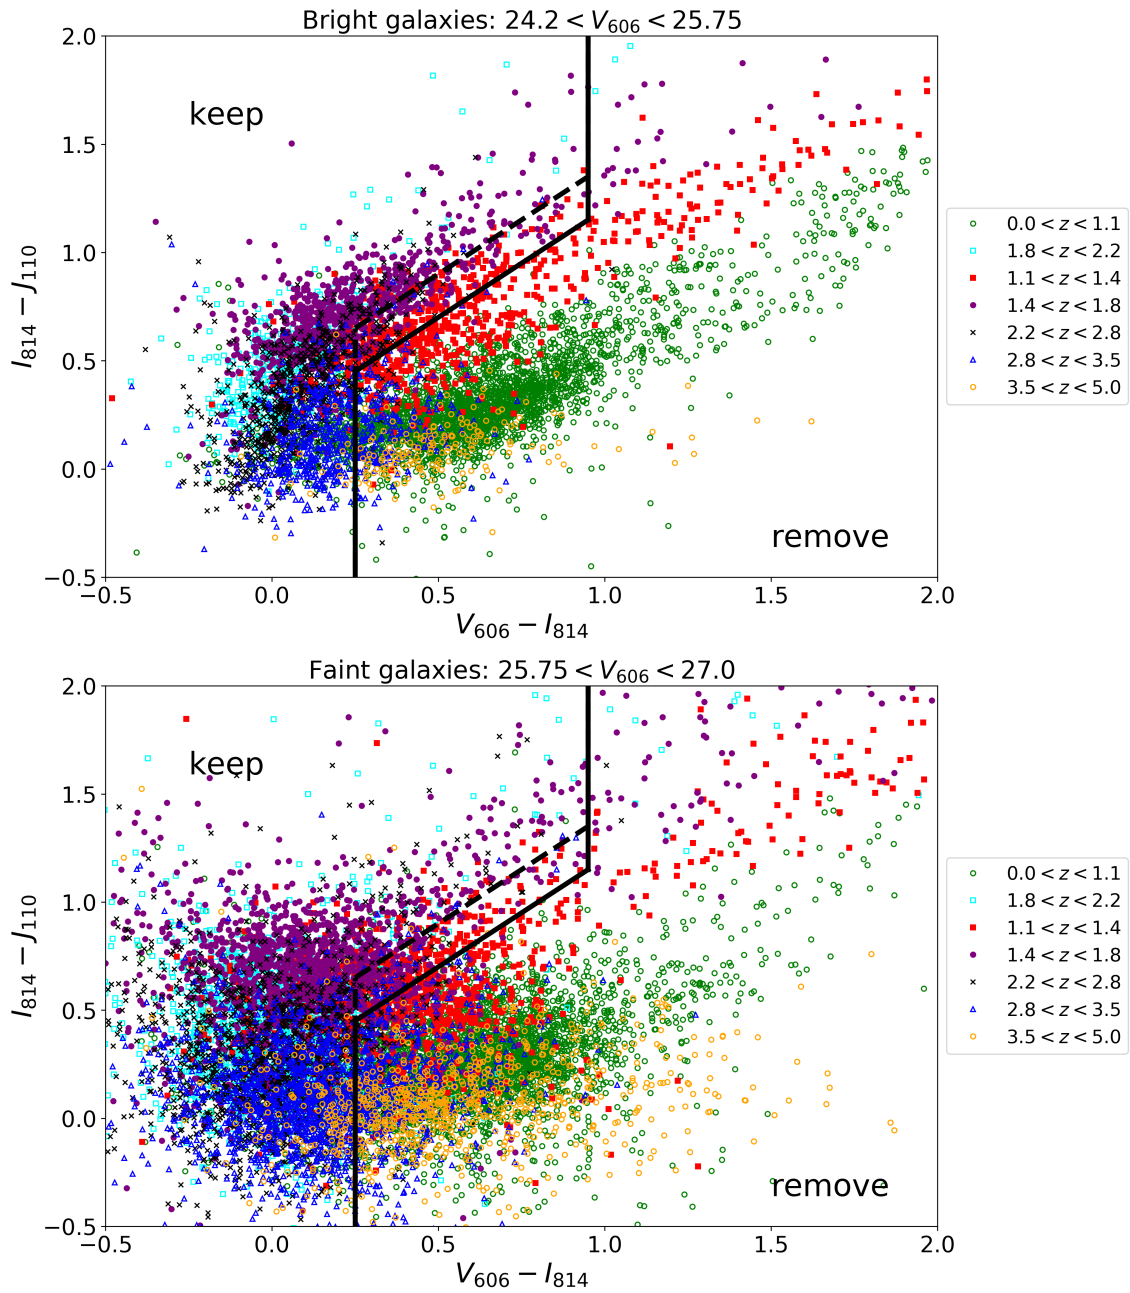 Bright galaxies: 24.2 < V606 < 25.75
2.0
1.5
1.0
0.5
0.0
−0.5
I814 − J110
keep
remove
−0.5 0.0 0.5 1.0 1.5 2.0
V606 − I814
0.0 < z < 1.1
1.8 < z < 2.2
1.1 < z < 1.4
1.4 < z < 1.8
2.2 < z < 2.8
2.8 < z < 3.5
3.5 < z < 5.0
Faint galaxies: 25.75 < V606 < 27.0
2.0
1.5
1.0
0.5
0.0
−0.5
I814 − J110
keep
remove
−0.5 0.0 0.5 1.0 1.5 2.0
V606 − I814
0.0 < z < 1.1
1.8 < z < 2.2
1.1 < z < 1.4
1.4 < z < 1.8
2.2 < z < 2.8
2.8 < z < 3.5
3.5 < z < 5.0